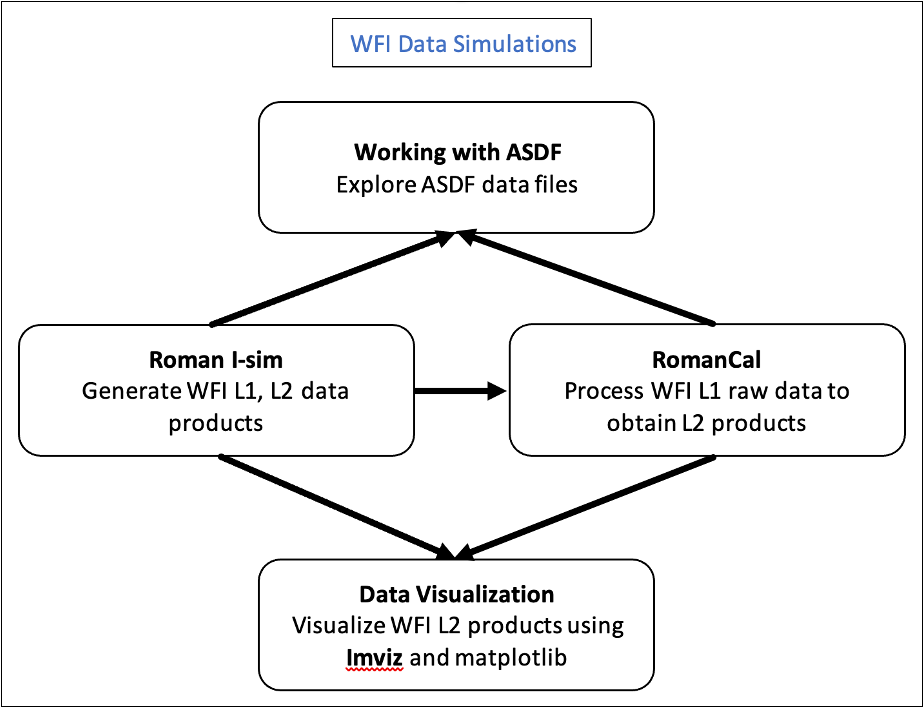 WFI Data Simulations
Working with ASDF
Explore ASDF data files
Roman I-sim
Generate WFI L1, L2 data
products
RomanCal
Process WFI L1 raw data to
obtain L2 products
Data Visualization
Visualize WFI L2 products using
Imviz and matplotlib